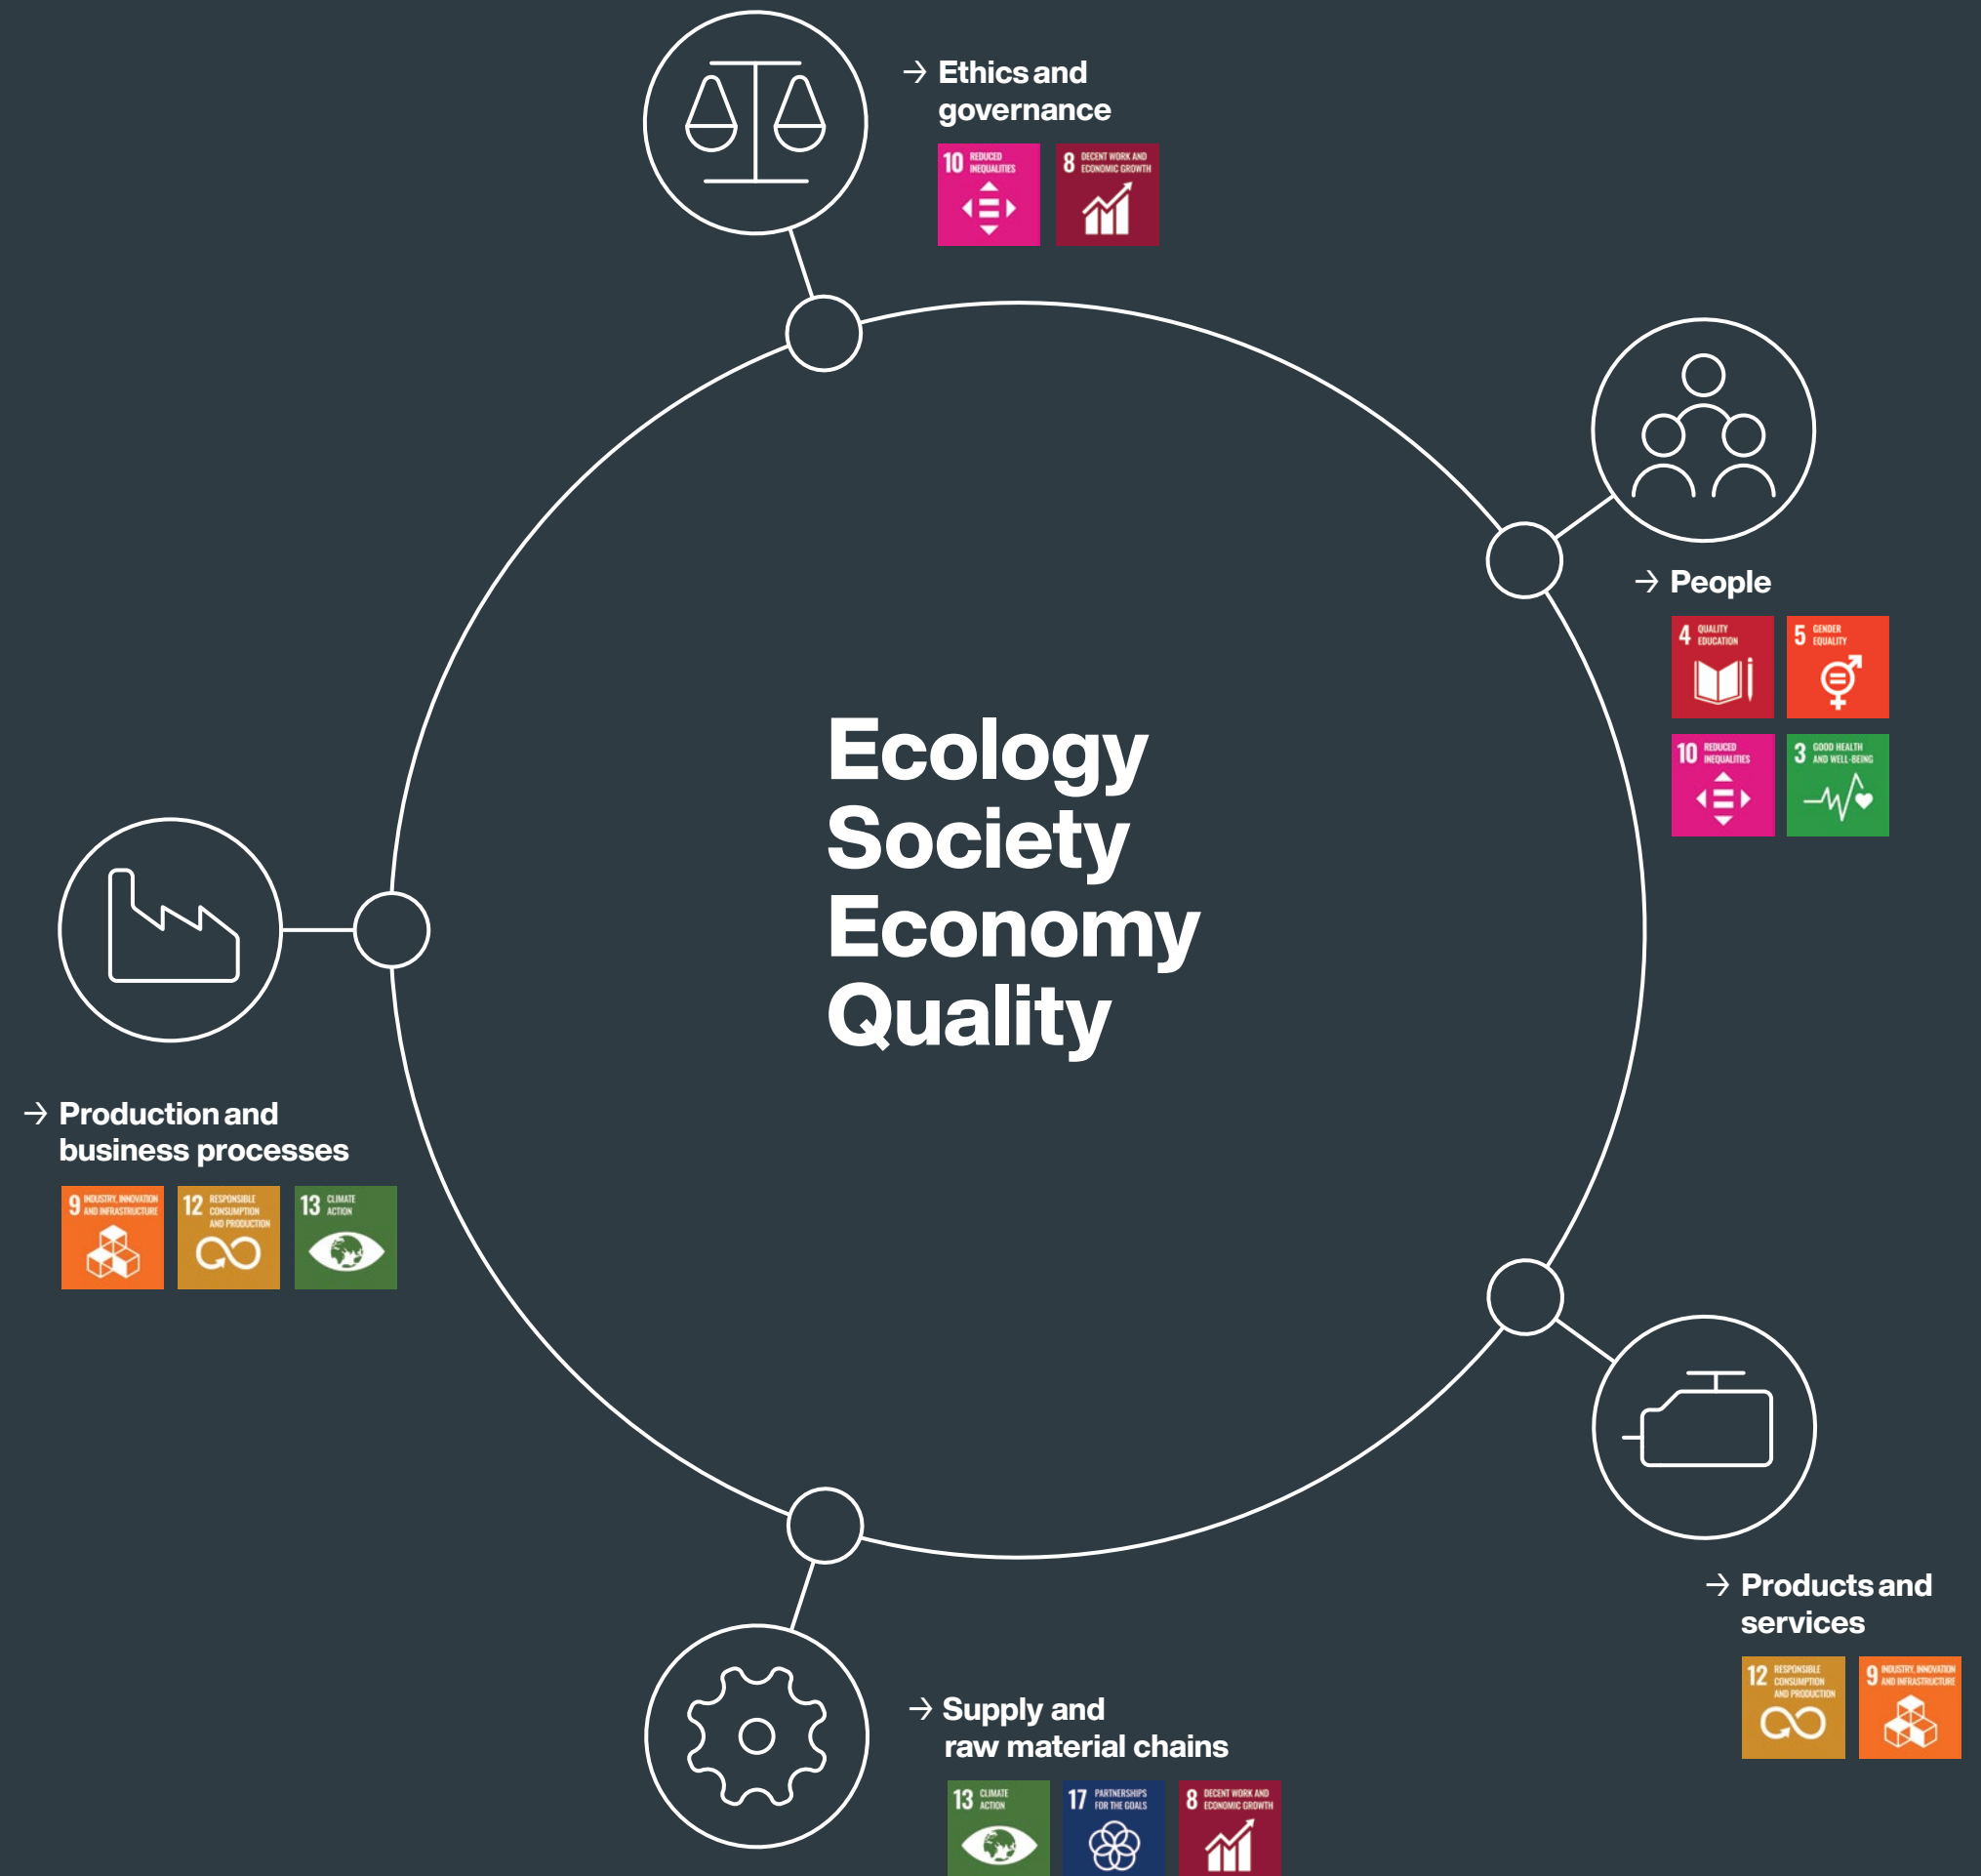 → Ethics and
governance
10 REDUCED
INEQUALITIES
8 DECENT WORK AND
ECONOMIC GROWTH
→ People
4 QUALITY
EDUCATION
5 GENDER
EQUALITY
10 REDUCED
INEQUALITIES
3 GOOD HEALTH
AND WELL-BEING
Ecology
Society
Economy
Quality
→ Production and
business processes
9 INDUSTRY, INNOVATION
AND INFRASTRUCTURE
12 RESPONSIBLE
CONSUMPTION
AND PRODUCTION
13 CLIMATE
ACTION
→ Products and
services
12 RESPONSIBLE
CONSUMPTION
AND PRODUCTION
9 INDUSTRY, INNOVATION
AND INFRASTRUCTURE
→ Supply and
raw material chains
13 CLIMATE
ACTION
17 PARTNERSHIPS
FOR THE GOALS
8 DECENT WORK AND
ECONOMIC GROWTH